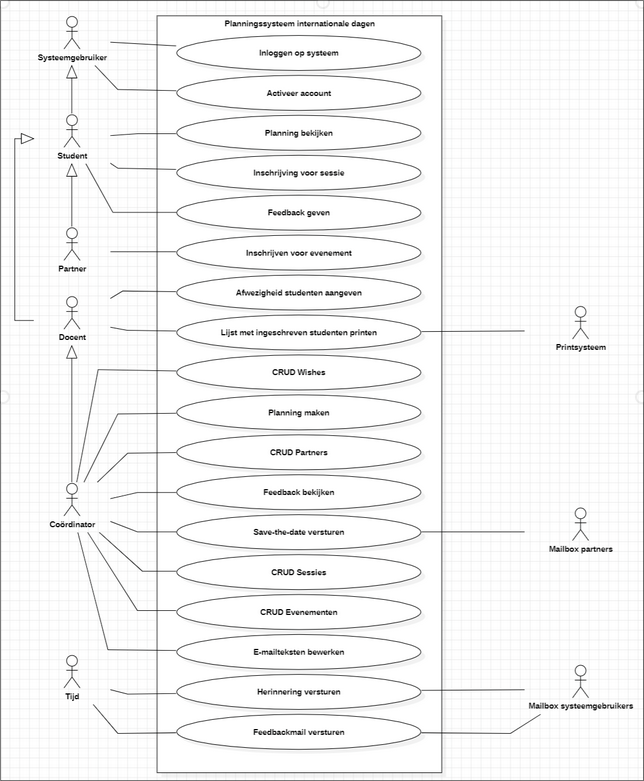 Planningssysteem internationale dagen
Systeemgebruiker
Inloggen op systeem
Activeer account
Planning bekijken
Student
Inschrijving voor sessie
Feedback geven
Partner
Inschrijven voor evenement
Afwezigheid studenten aangeven
Docent
Lijst met ingeschreven studenten printen
Printsysteem
CRUD Wishes
Planning maken
CRUD Partners
Feedback bekijken
Coördinator
Save-the-date versturen
Mailbox partners
CRUD Sessies
CRUD Evenementen
E-mailteksten bewerken
Tijd
Herinnering versturen
Mailbox systeemgebruikers
Feedbackmail versturen